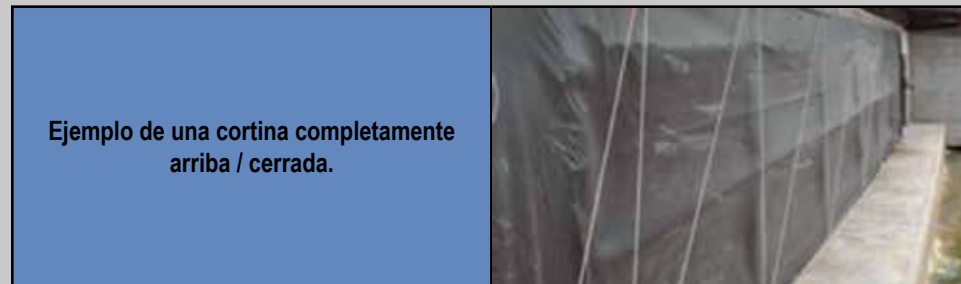 Ejemplo de una cortina completamente
arriba / cerrada.